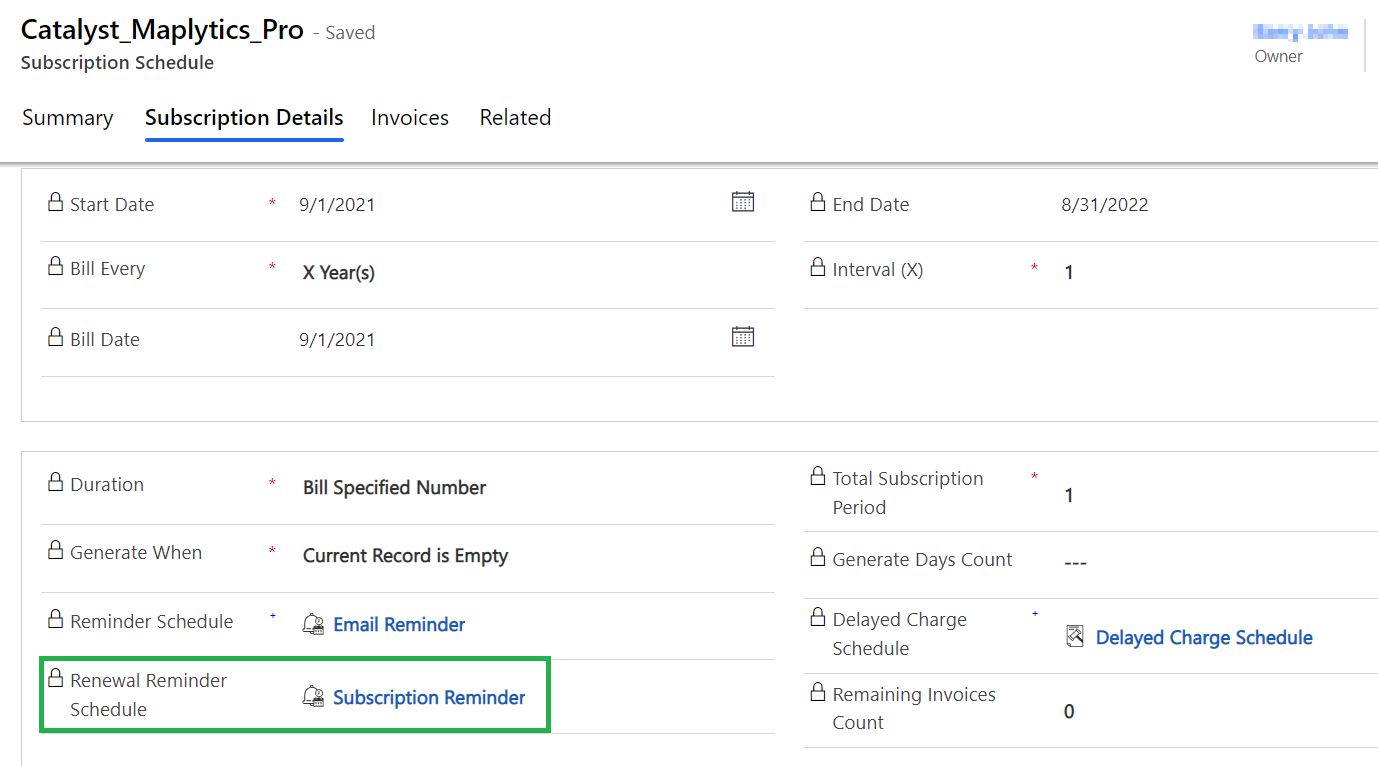 Catalyst_Maplytics_Pro - Saved
Subscription Schedule
Owner
Summary Subscription Details Invoices Related
Start Date * 9/1/2021
End Date 8/31/2022
Bill Every * X Year(s)
Interval (X) * 1
Bill Date 9/1/2021
Duration * Bill Specified Number
Total Subscription
Period * 1
Generate When * Current Record is Empty
Generate Days Count ---
Reminder Schedule + Email Reminder
Delayed Charge
Schedule + Delayed Charge Schedule
Renewal Reminder
Schedule Subscription Reminder
Remaining Invoices
Count 0